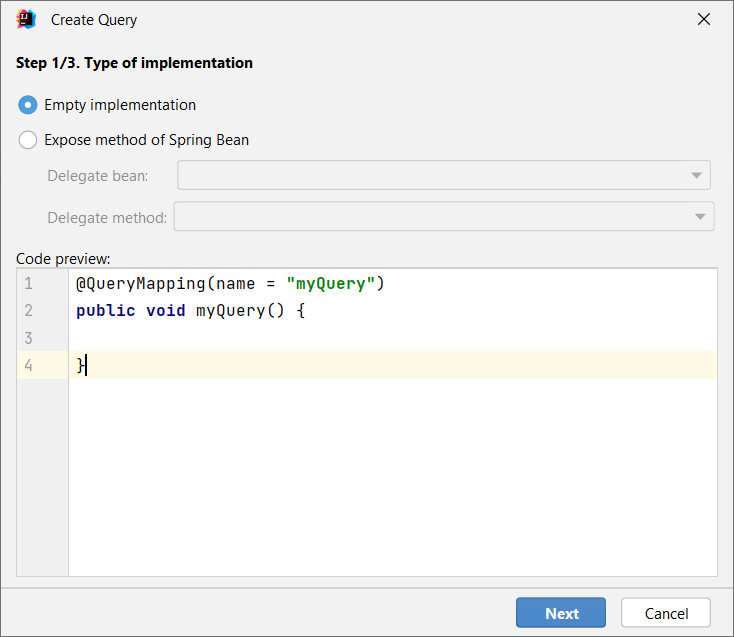 Create Query
Step 1/3. Type of implementation
Empty implementation
Expose method of Spring Bean
Delegate bean:
Delegate method:
Code preview:
1 @QueryMapping(name = "myQuery")
2 public void myQuery() {
3
4 }
Next Cancel